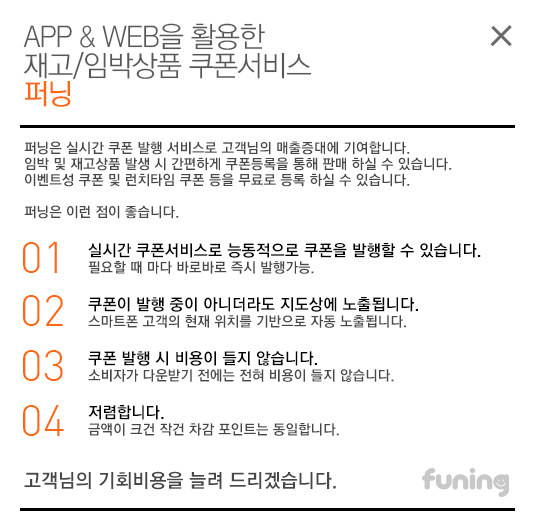 APP & WEB을 활용한
재고/임박상품 쿠폰서비스
퍼닝
퍼닝은 실시간 쿠폰 발행 서비스로 고객님의 매출증대에 기여합니다.
임박 및 재고상품 발생 시 간편하게 쿠폰등록을 통해 판매 하실 수 있습니다.
이벤트성 쿠폰 및 런치타임 쿠폰 등을 무료로 등록 하실 수 있습니다.
퍼닝은 이런 점이 좋습니다.
01 실시간 쿠폰서비스로 능동적으로 쿠폰을 발행할 수 있습니다.
필요할 때 마다 바로바로 즉시 발행가능.
02 쿠폰이 발행 중이 아니더라도 지도상에 노출됩니다.
스마트폰 고객의 현재 위치를 기반으로 자동 노출됩니다.
03 쿠폰 발행 시 비용이 들지 않습니다.
소비자가 다운받기 전에는 전혀 비용이 들지 않습니다.
04 저렴합니다.
금액이 크건 작건 차감 포인트는 동일합니다.
고객님의 기회비용을 늘려 드리겠습니다.
funing